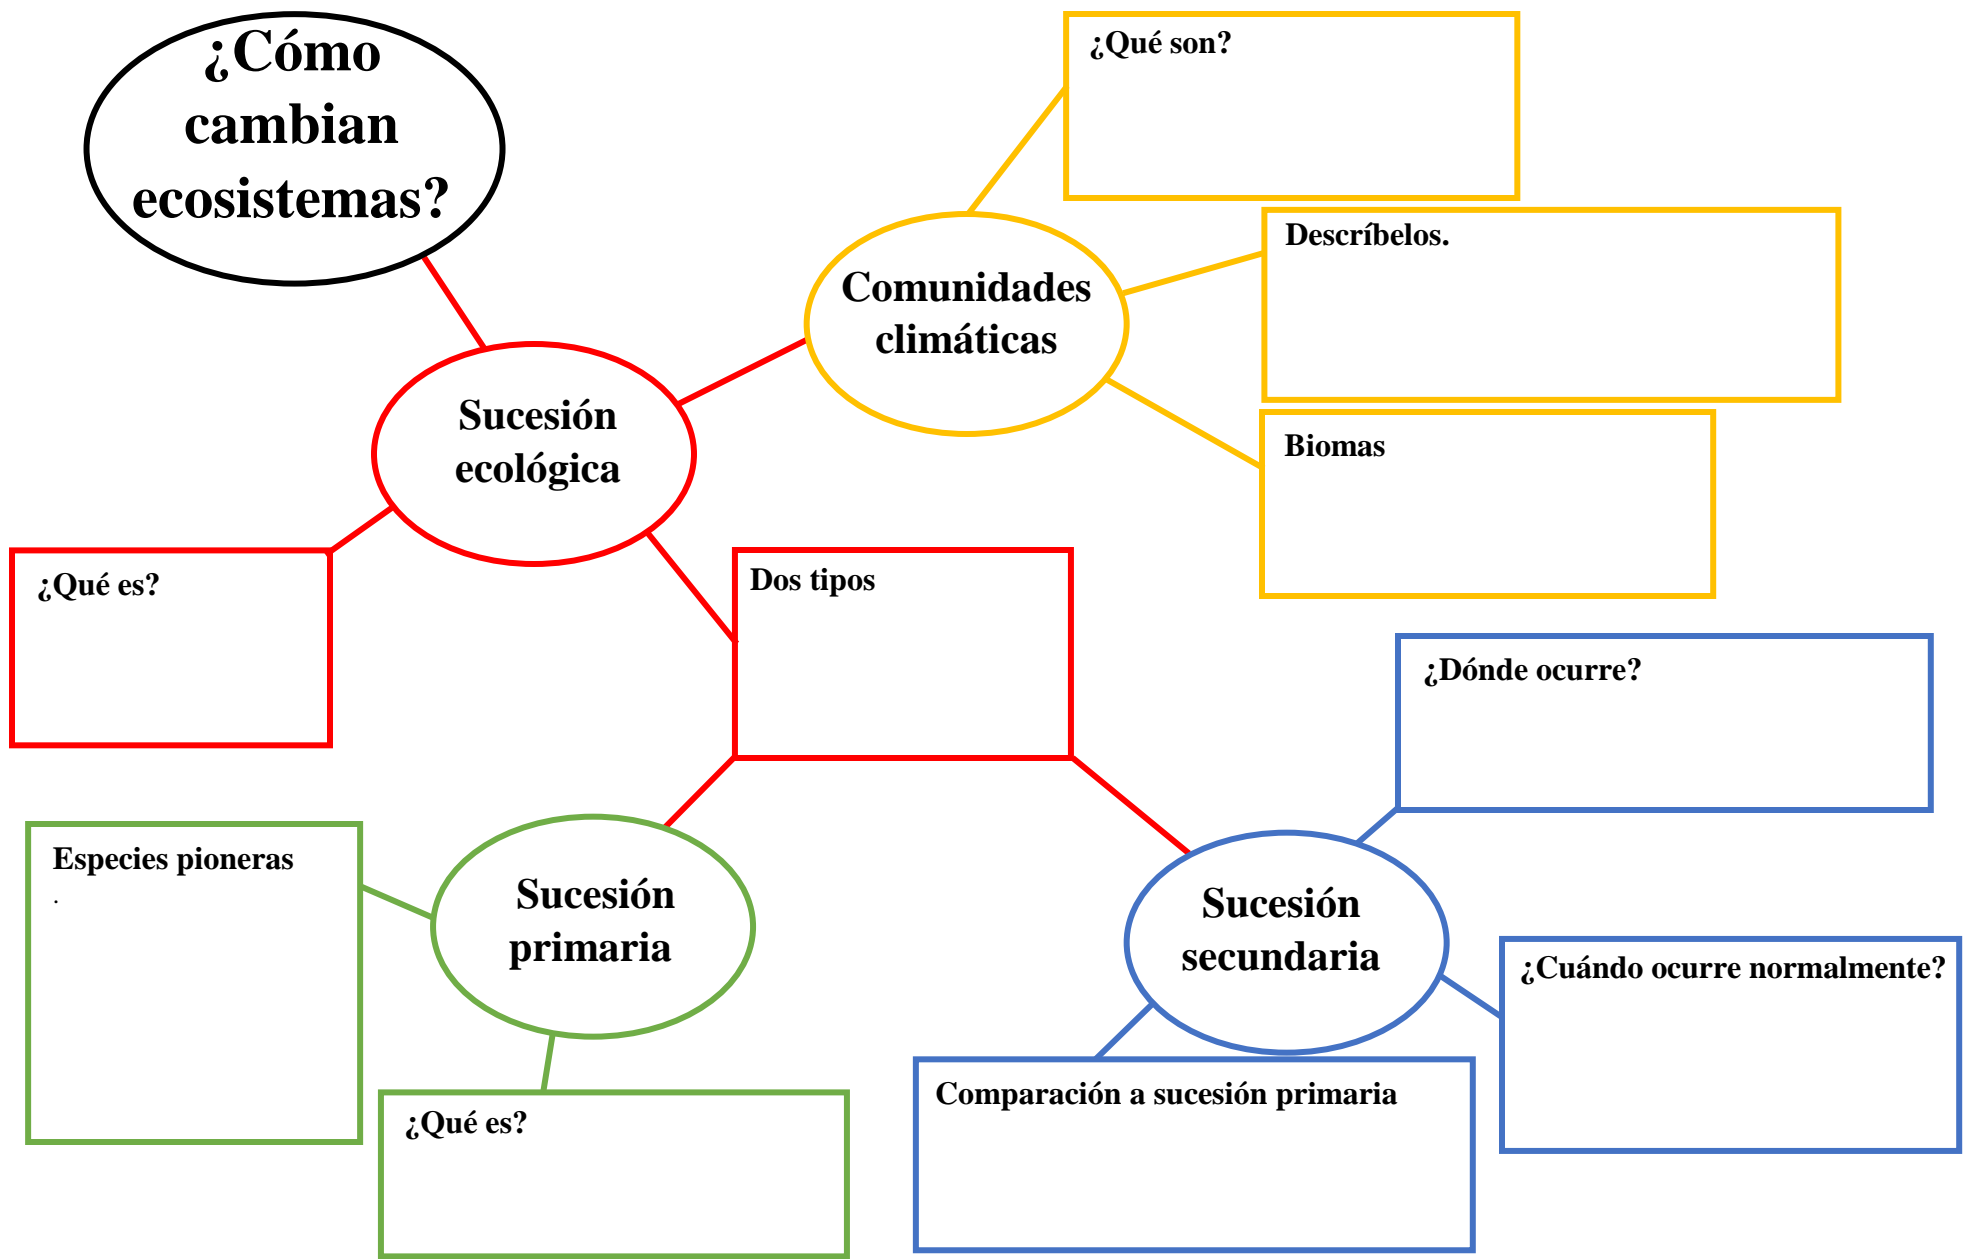 ¿Cómo
cambian
ecosistemas?
¿Qué son?
Descríbelos.
Comunidades
climáticas
Biomas
Sucesión
ecológica
¿Qué es?
Dos tipos
¿Dónde ocurre?
Especies pioneras
.
Sucesión
primaria
Sucesión
secundaria
¿Cuándo ocurre normalmente?
Comparación a sucesión primaria
¿Qué es?